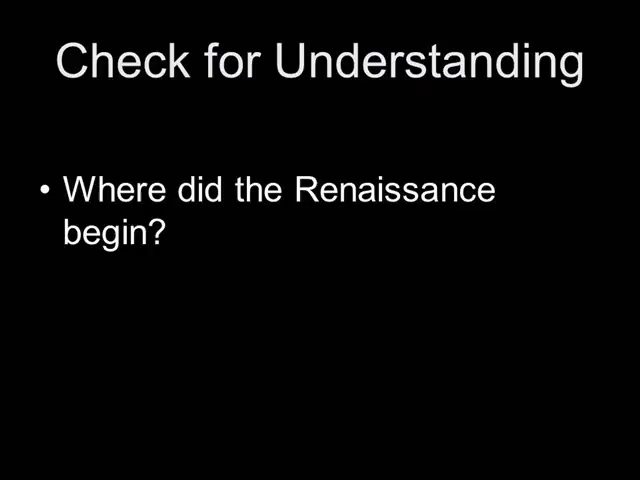 Check for Understanding
• Where did the Renaissance
begin?